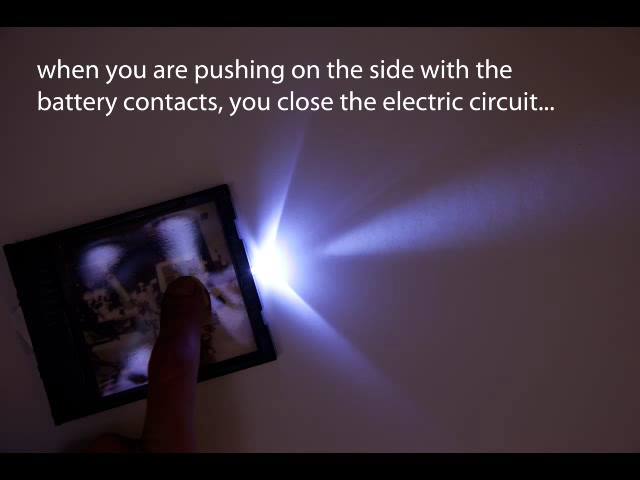 when you are pushing on the side with the
battery contacts, you close the electric circuit...